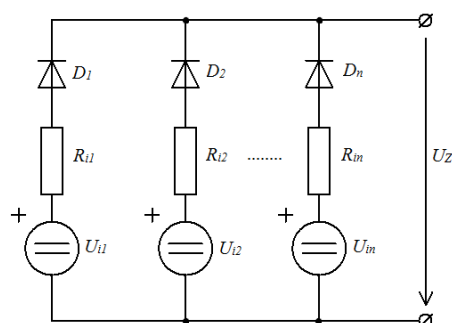 D1 D2 Dn
Ri1 Ri2 ........ Rin UZ
+ + +
Ui1 Ui2 Uin